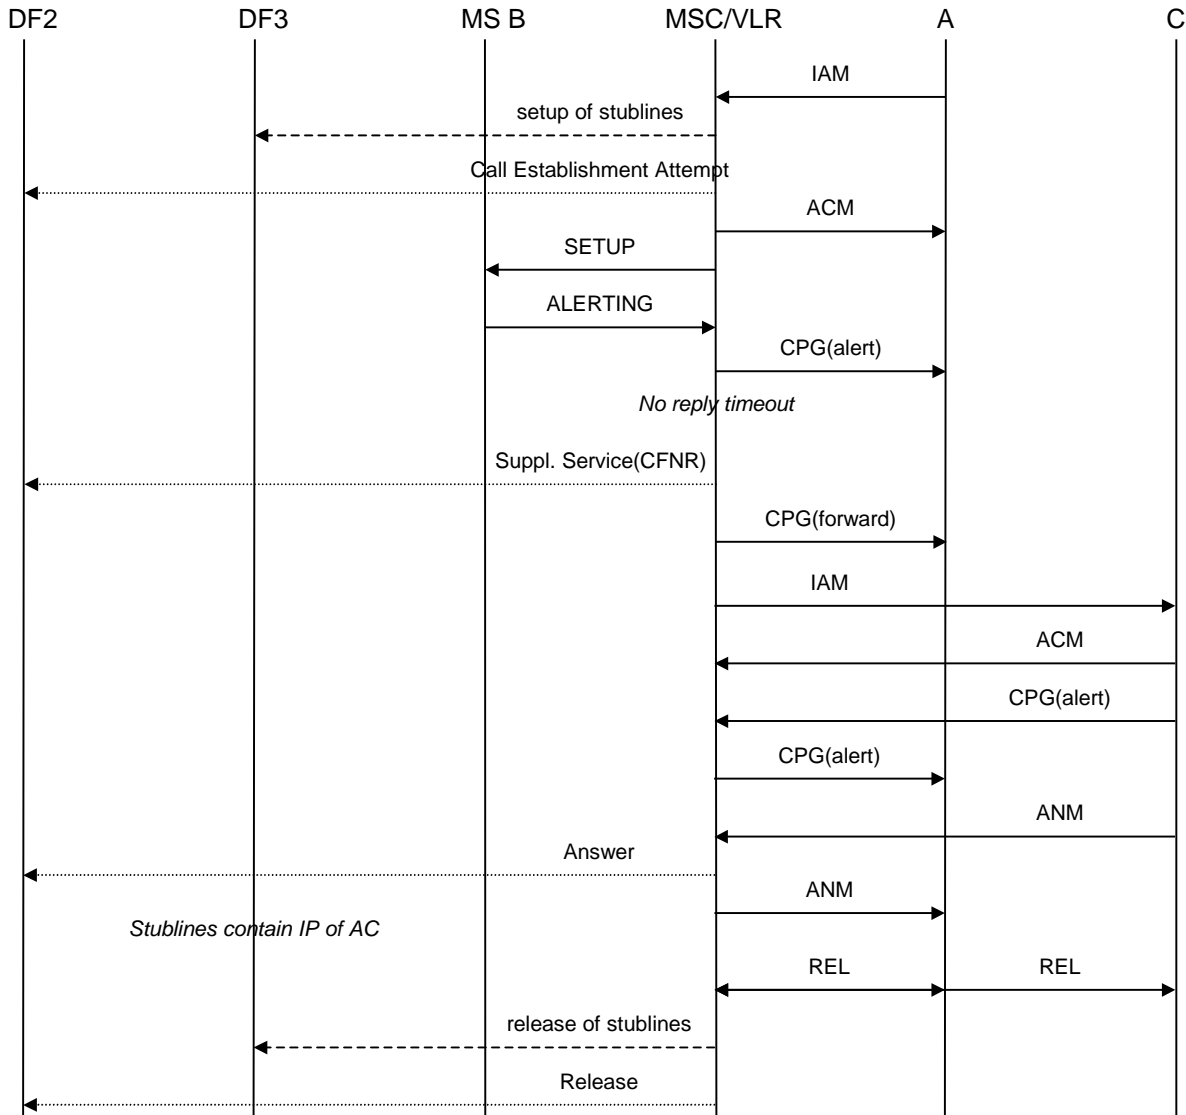 DF2 DF3 MS B MSC/VLR A C
IAM
setup of stublines
Call Establishment Attempt
ACM
SETUP
ALERTING
CPG(alert)
No reply timeout
Suppl. Service(CFNR)
CPG(forward)
IAM
ACM
CPG(alert)
CPG(alert)
ANM
Answer
ANM
Stublines contain IP of AC
REL REL
release of stublines
Release